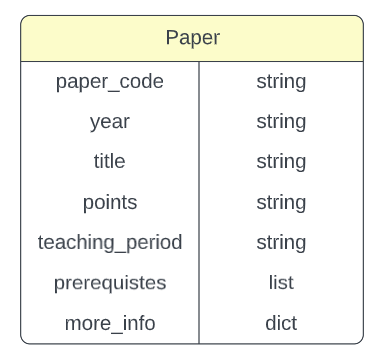 Paper
paper_code string
year string
title string
points string
teaching_period string
prerequistes list
more_info dict